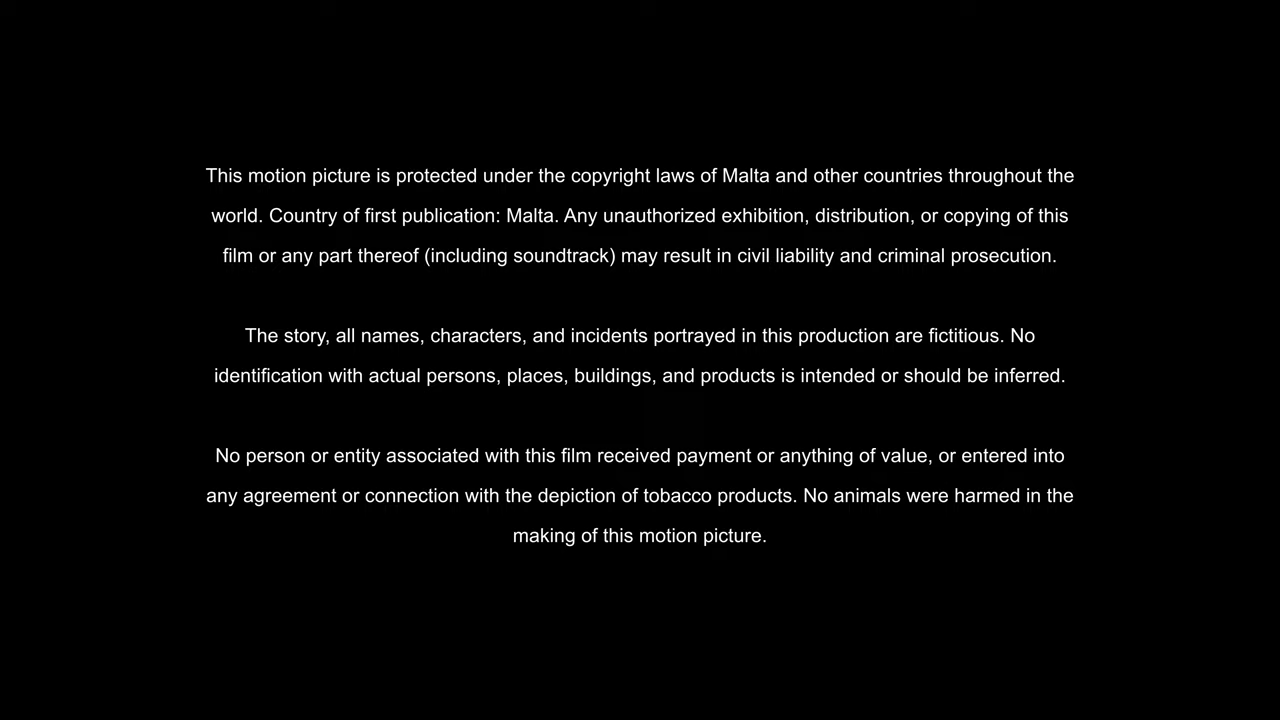 This motion picture is protected under the copyright laws of Malta and other countries throughout the
world. Country of first publication: Malta. Any unauthorized exhibition, distribution, or copying of this
film or any part thereof (including soundtrack) may result in civil liability and criminal prosecution.
The story, all names, characters, and incidents portrayed in this production are fictitious. No
identification with actual persons, places, buildings, and products is intended or should be inferred.
No person or entity associated with this film received payment or anything of value, or entered into
any agreement or connection with the depiction of tobacco products. No animals were harmed in the
making of this motion picture.